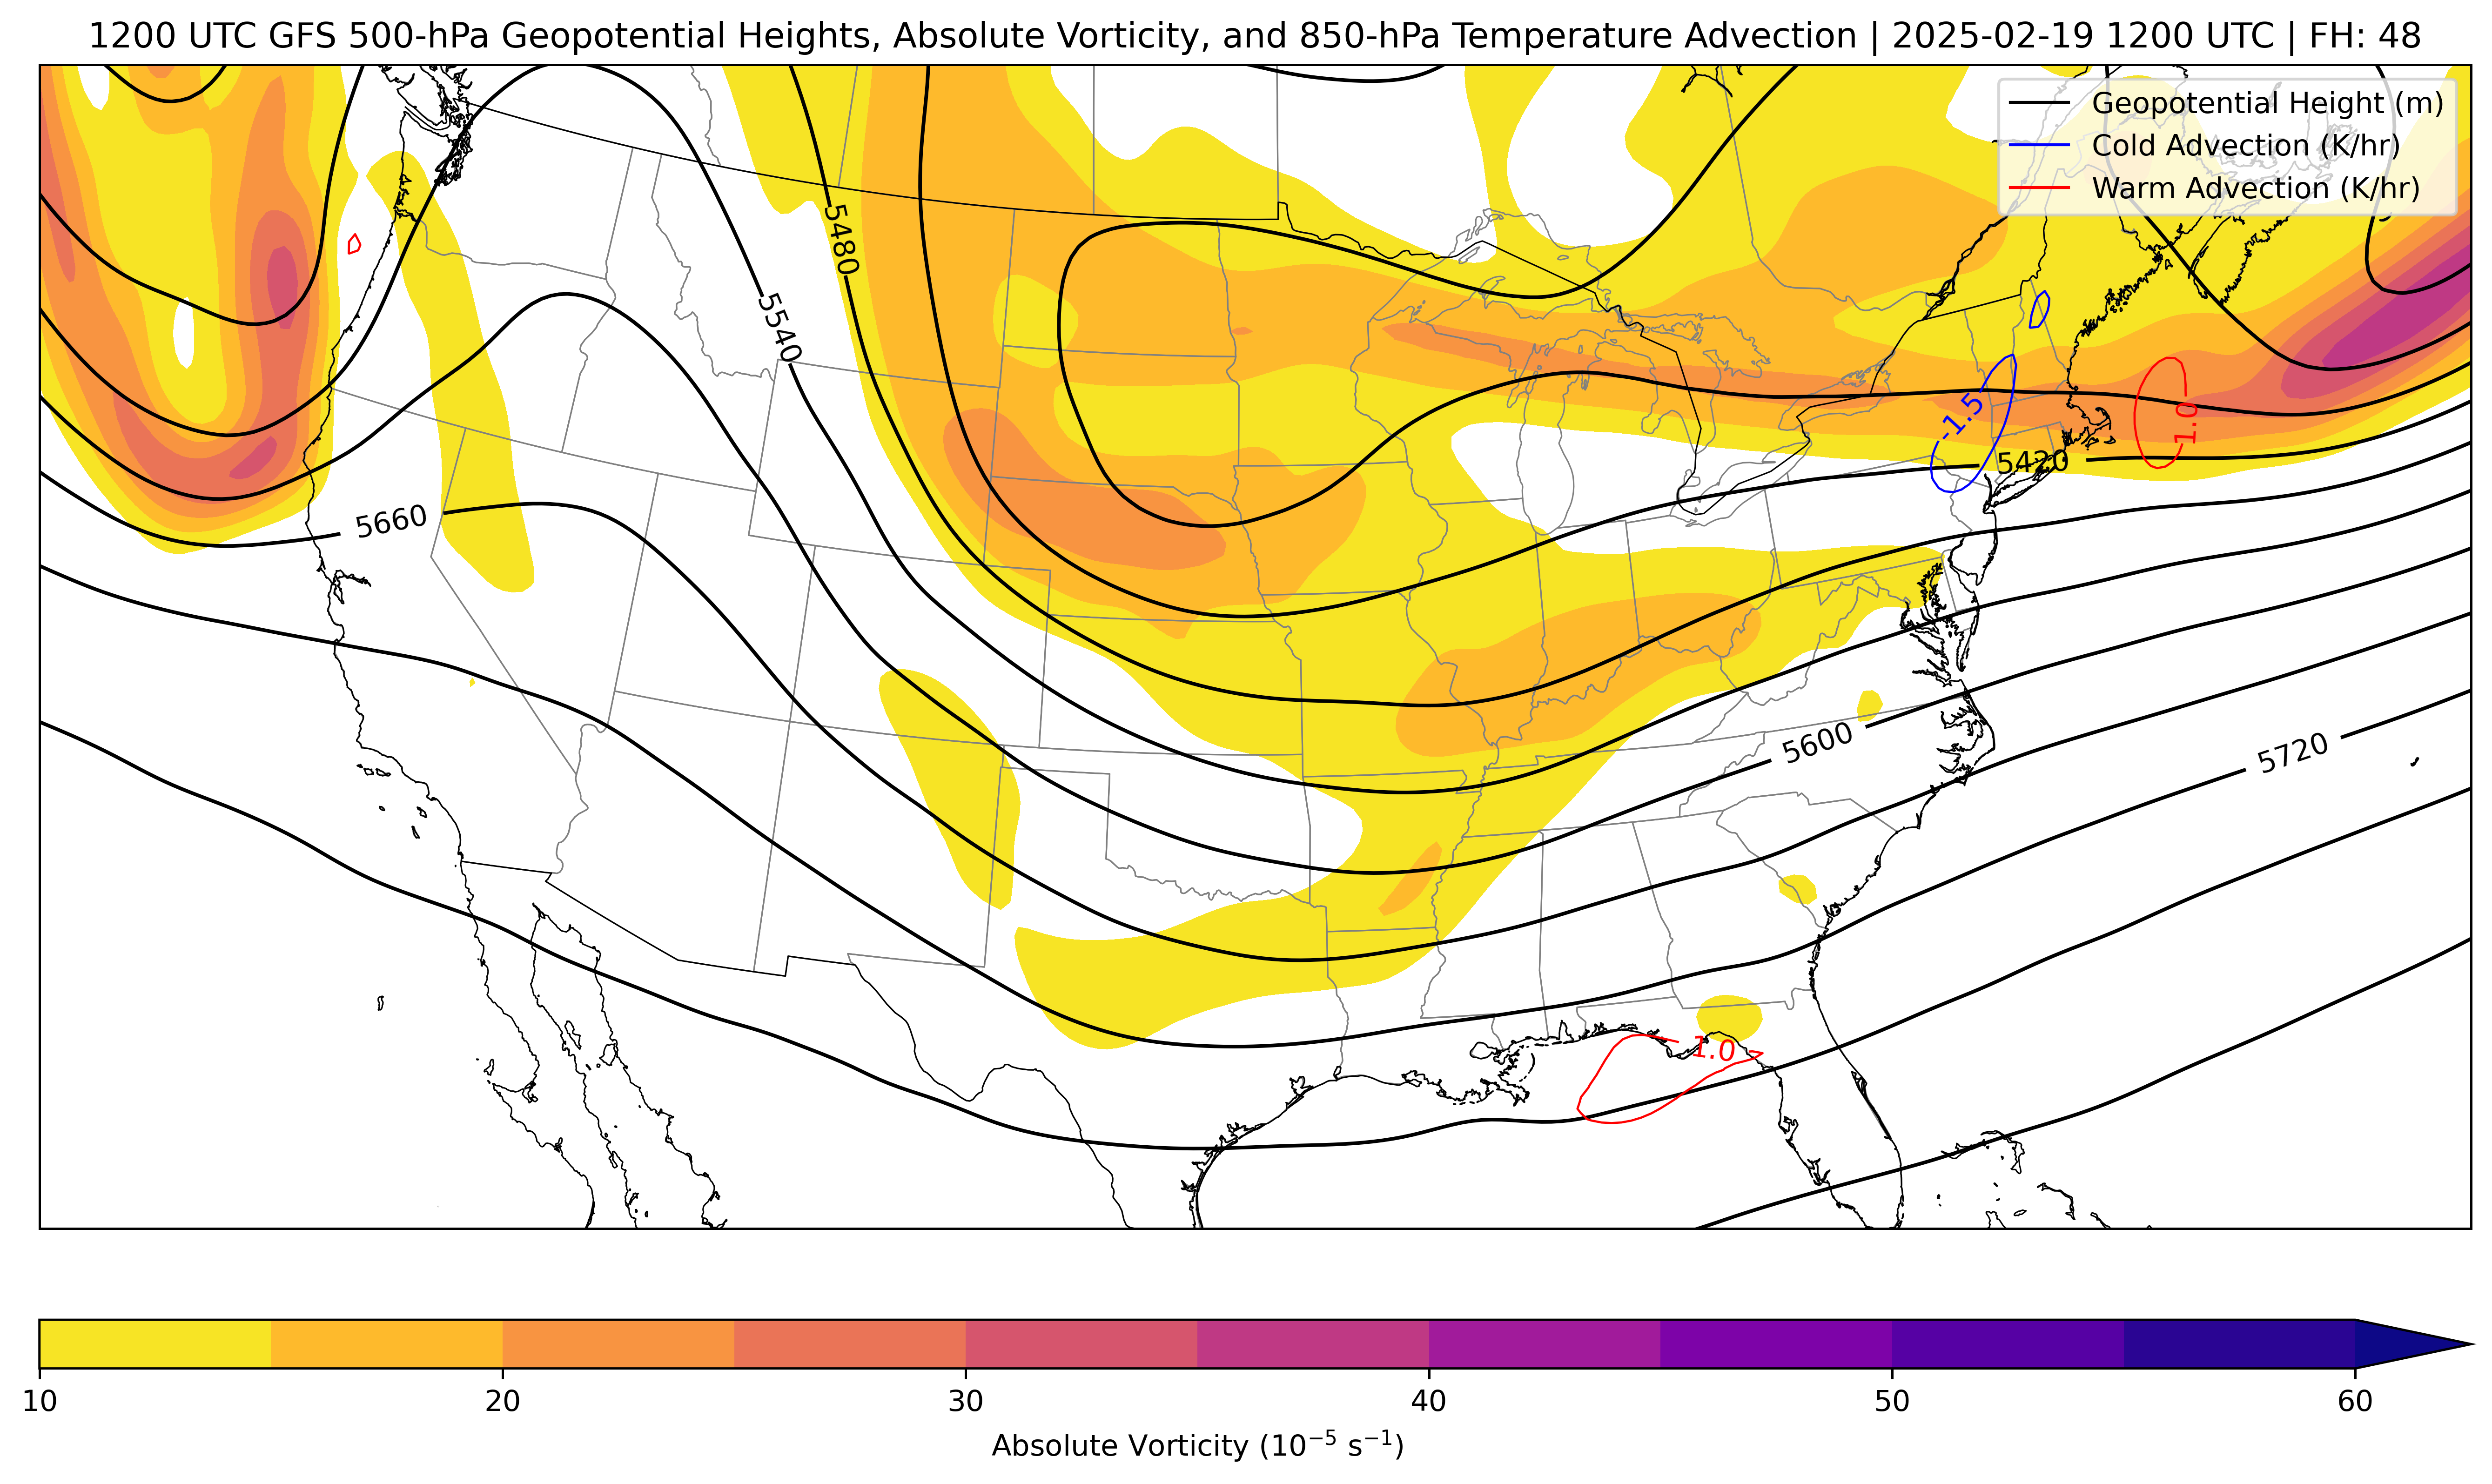 1200 UTC GFS 500-hPa Geopotential Heights, Absolute Vorticity, and 850-hPa Temperature Advection | 2025-02-19 1200 UTC | FH: 48
Geopotential Height (m)
Cold Advection (K/hr)
Warm Advection (K/hr)
5480
5540
-1.5
1.0
5420
5660
5600
5720
1.0
10 20 30 40 50 60
Absolute Vorticity (10⁻⁵ s⁻¹)